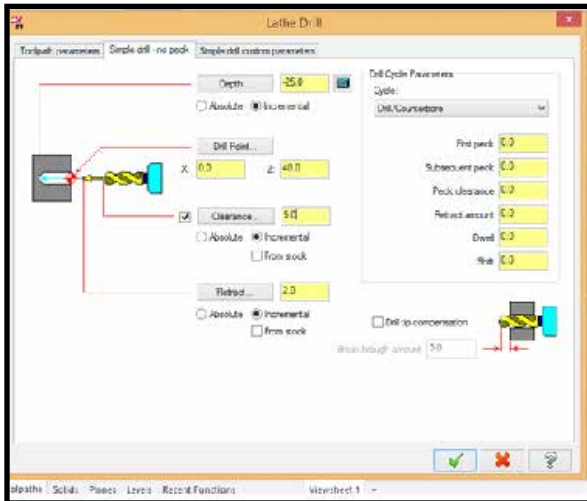 Lathe Drill
Toolpath parameters Simple drill - no peck Simple drill custom parameters
Depth... -25.0
Absolute Incremental
Drill Point...
X: 0.0 Z: 40.0
Clearance... 5.0
Absolute Incremental
From stock
Retract... 2.0
Absolute Incremental
From stock
Drill Cycle Parameters
Cycle:
Drill/Counterbore
First peck 0.0
Subsequent peck 0.0
Peck clearance 0.0
Retract amount 0.0
Dwell 0.0
Shift 0.0
Drill tip compensation
Break through amount
olpaths Solids Planes Levels Recent Functions Viewsheet 1